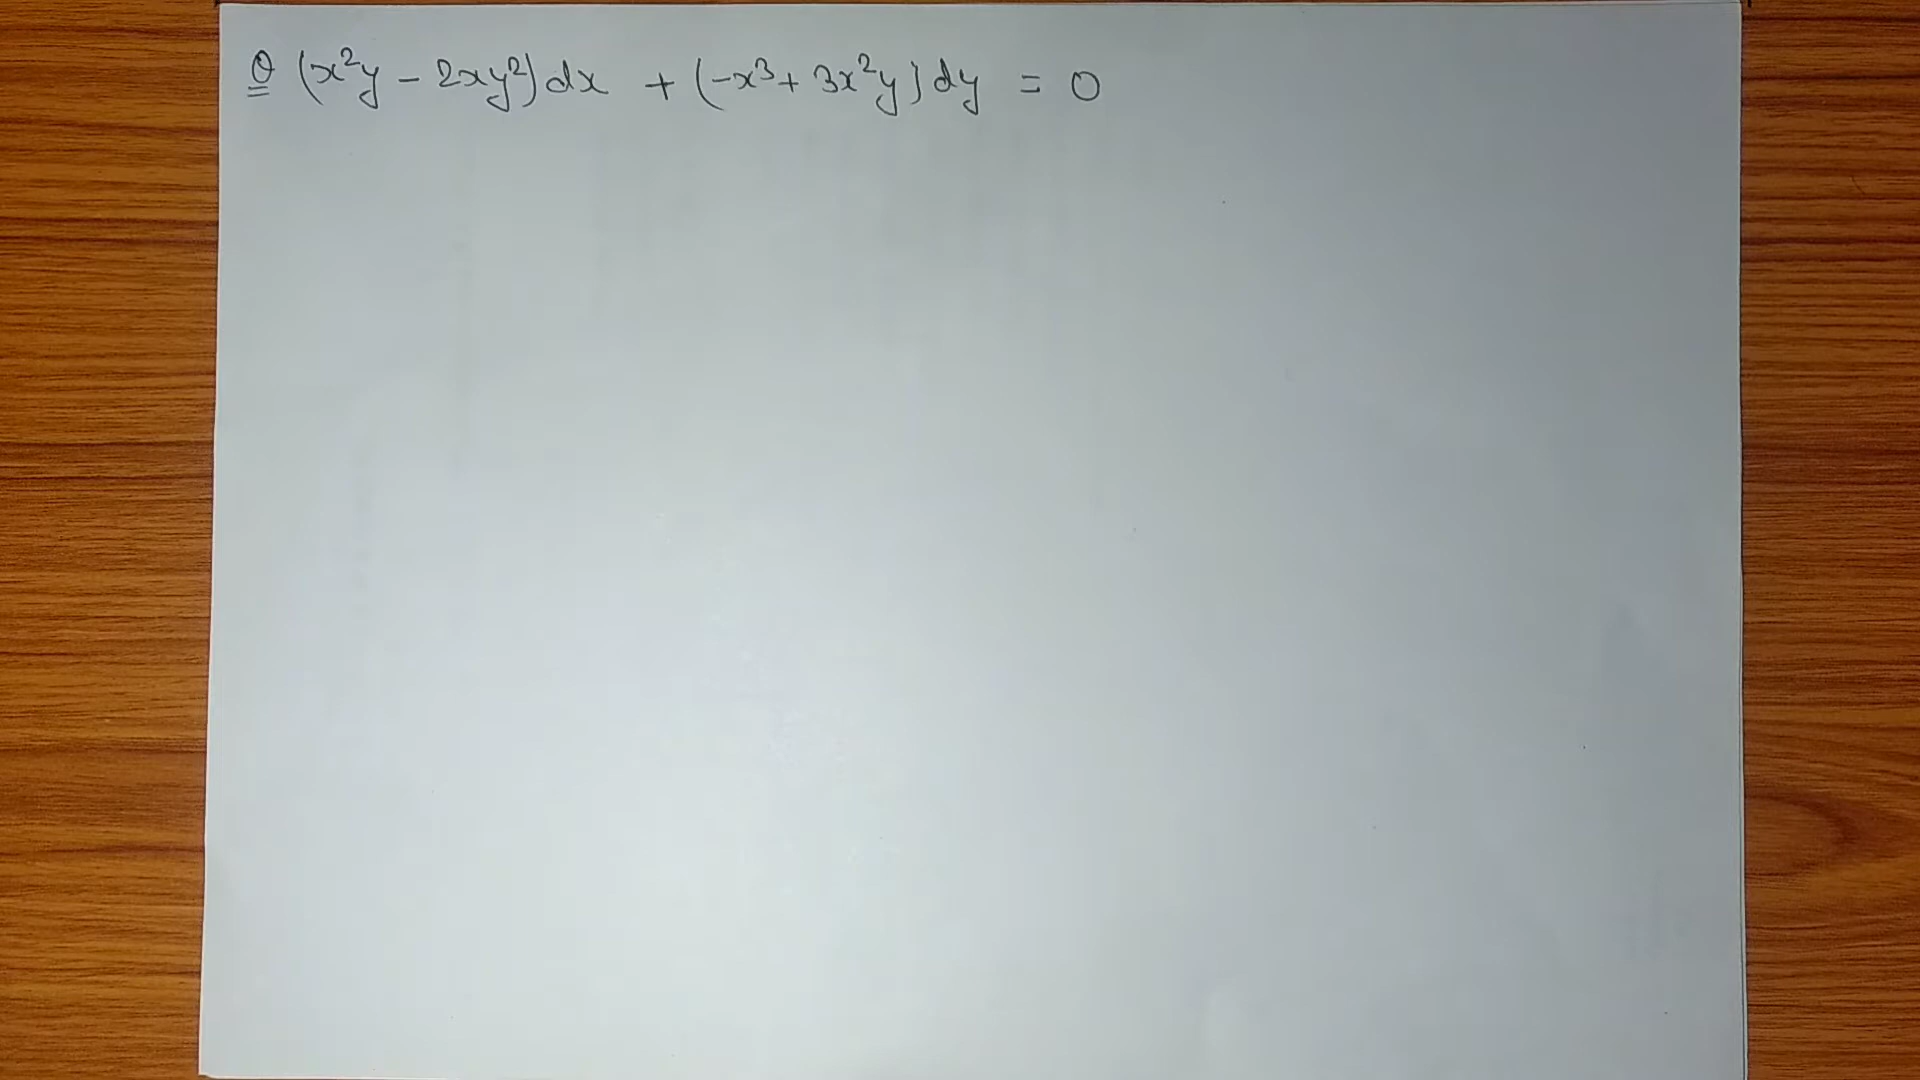 Q (x²y - 2xy²)dx + (-x³ + 3x²y)dy = 0